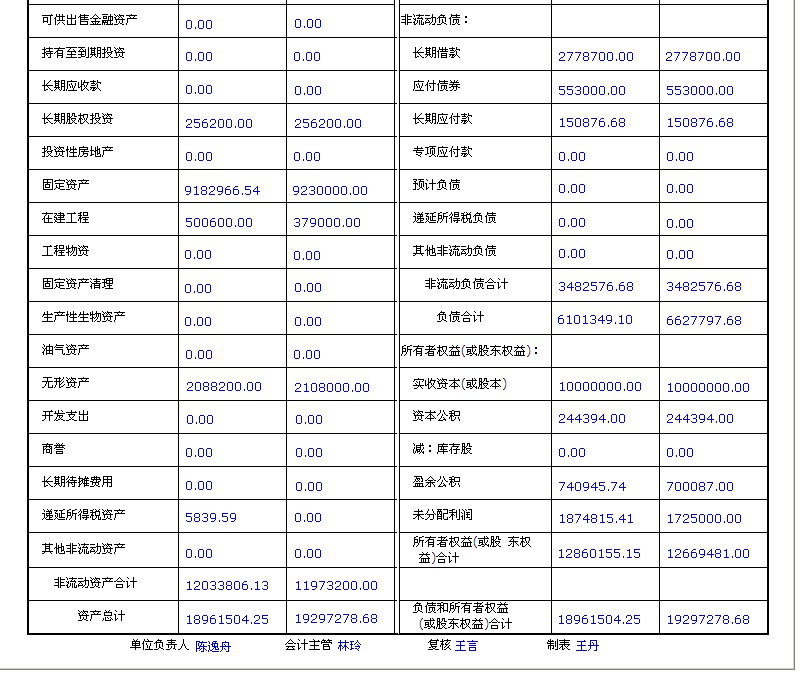 可供出售金融资产 0.00 0.00 非流动负债：
持有至到期投资 0.00 0.00 长期借款 2778700.00 2778700.00
长期应收款 0.00 0.00 应付债券 553000.00 553000.00
长期股权投资 256200.00 256200.00 长期应付款 150876.68 150876.68
投资性房地产 0.00 0.00 专项应付款 0.00 0.00
固定资产 9182966.54 9230000.00 预计负债 0.00 0.00
在建工程 500600.00 379000.00 递延所得税负债 0.00 0.00
工程物资 0.00 0.00 其他非流动负债 0.00 0.00
固定资产清理 0.00 0.00 非流动负债合计 3482576.68 3482576.68
生产性生物资产 0.00 0.00 负债合计 6101349.10 6627797.68
油气资产 0.00 0.00 所有者权益(或股东权益)：
无形资产 2088200.00 2108000.00 实收资本(或股本) 10000000.00 10000000.00
开发支出 0.00 0.00 资本公积 244394.00 244394.00
商誉 0.00 0.00 减：库存股 0.00 0.00
长期待摊费用 0.00 0.00 盈余公积 740945.74 700087.00
递延所得税资产 5839.59 0.00 未分配利润 1874815.41 1725000.00
其他非流动资产 0.00 0.00 所有者权益(或股 东权
益)合计 12860155.15 12669481.00
非流动资产合计 12033806.13 11973200.00
资产总计 18961504.25 19297278.68 负债和所有者权益
(或股东权益)合计 18961504.25 19297278.68
单位负责人 陈逸舟 会计主管 林玲 复核 王言 制表 王丹